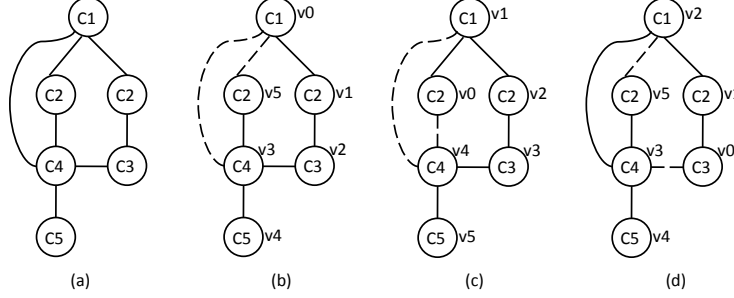 C1 C1 v0 C1 v1 C1 v2
C2 C2 C2 v5 C2 v1 C2 v0 C2 v2 C2 v5 C2
C4 C3 C4 v3 C3 v2 C4 v4 C3 v3 C4 v3 C3 v0
C5 C5 v4 C5 v5 C5 v4
(a) (b) (c) (d)